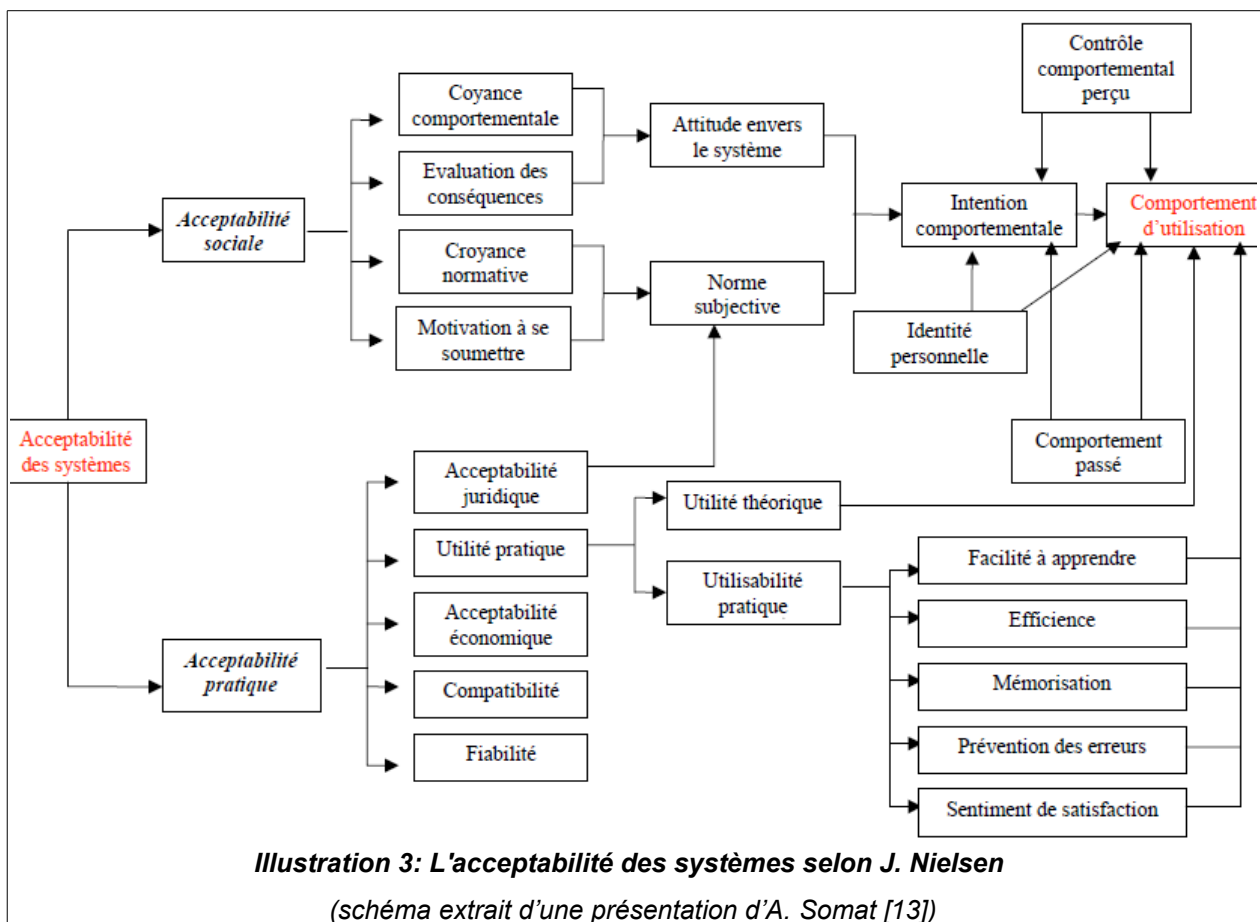 Contrôle
comportemental
perçu
Coyance
comportementale
Attitude envers
le système
Evaluation des
conséquences
Acceptabilité
sociale
Intention
comportementale
Comportement
d’utilisation
Croyance
normative
Norme
subjective
Motivation à se
soumettre
Identité
personnelle
Acceptabilité
des systèmes
Comportement
passé
Acceptabilité
juridique
Utilité théorique
Utilité pratique
Utilisabilité
pratique
Facilité à apprendre
Acceptabilité
économique
Efficience
Acceptabilité
pratique
Compatibilité
Mémorisation
Fiabilité
Prévention des erreurs
Sentiment de satisfaction
Illustration 3: L'acceptabilité des systèmes selon J. Nielsen
(schéma extrait d’une présentation d’A. Somat [13])